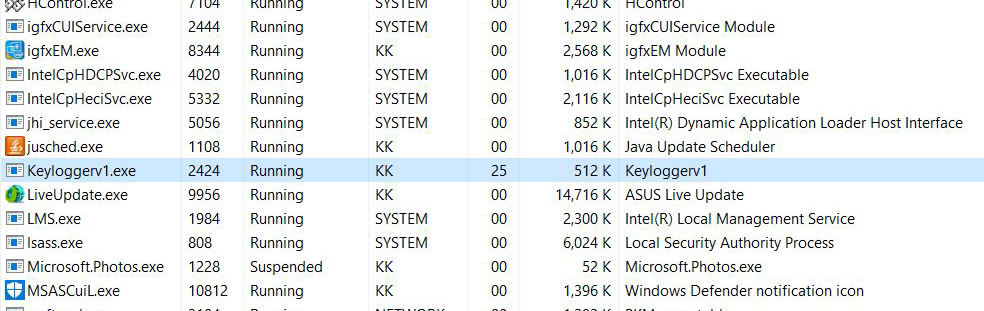 HControl.exe 7104 Running SYSTEM 00 1,420 K HControl
igfxCUIService.exe 2444 Running SYSTEM 00 1,292 K igfxCUIService Module
igfxEM.exe 8344 Running KK 00 2,568 K igfxEM Module
IntelCpHDCPSvc.exe 4020 Running SYSTEM 00 1,016 K IntelCpHDCPSvc Executable
IntelCpHeciSvc.exe 5332 Running SYSTEM 00 2,116 K IntelCpHeciSvc Executable
jhi_service.exe 5056 Running SYSTEM 00 852 K Intel(R) Dynamic Application Loader Host Interface
jusched.exe 1108 Running KK 00 1,016 K Java Update Scheduler
Keyloggerv1.exe 2424 Running KK 25 512 K Keyloggerv1
LiveUpdate.exe 9956 Running KK 00 14,716 K ASUS Live Update
LMS.exe 1984 Running SYSTEM 00 2,300 K Intel(R) Local Management Service
lsass.exe 808 Running SYSTEM 00 6,024 K Local Security Authority Process
Microsoft.Photos.exe 1228 Suspended KK 00 52 K Microsoft.Photos.exe
MSASCuiL.exe 10812 Running KK 00 1,396 K Windows Defender notification icon